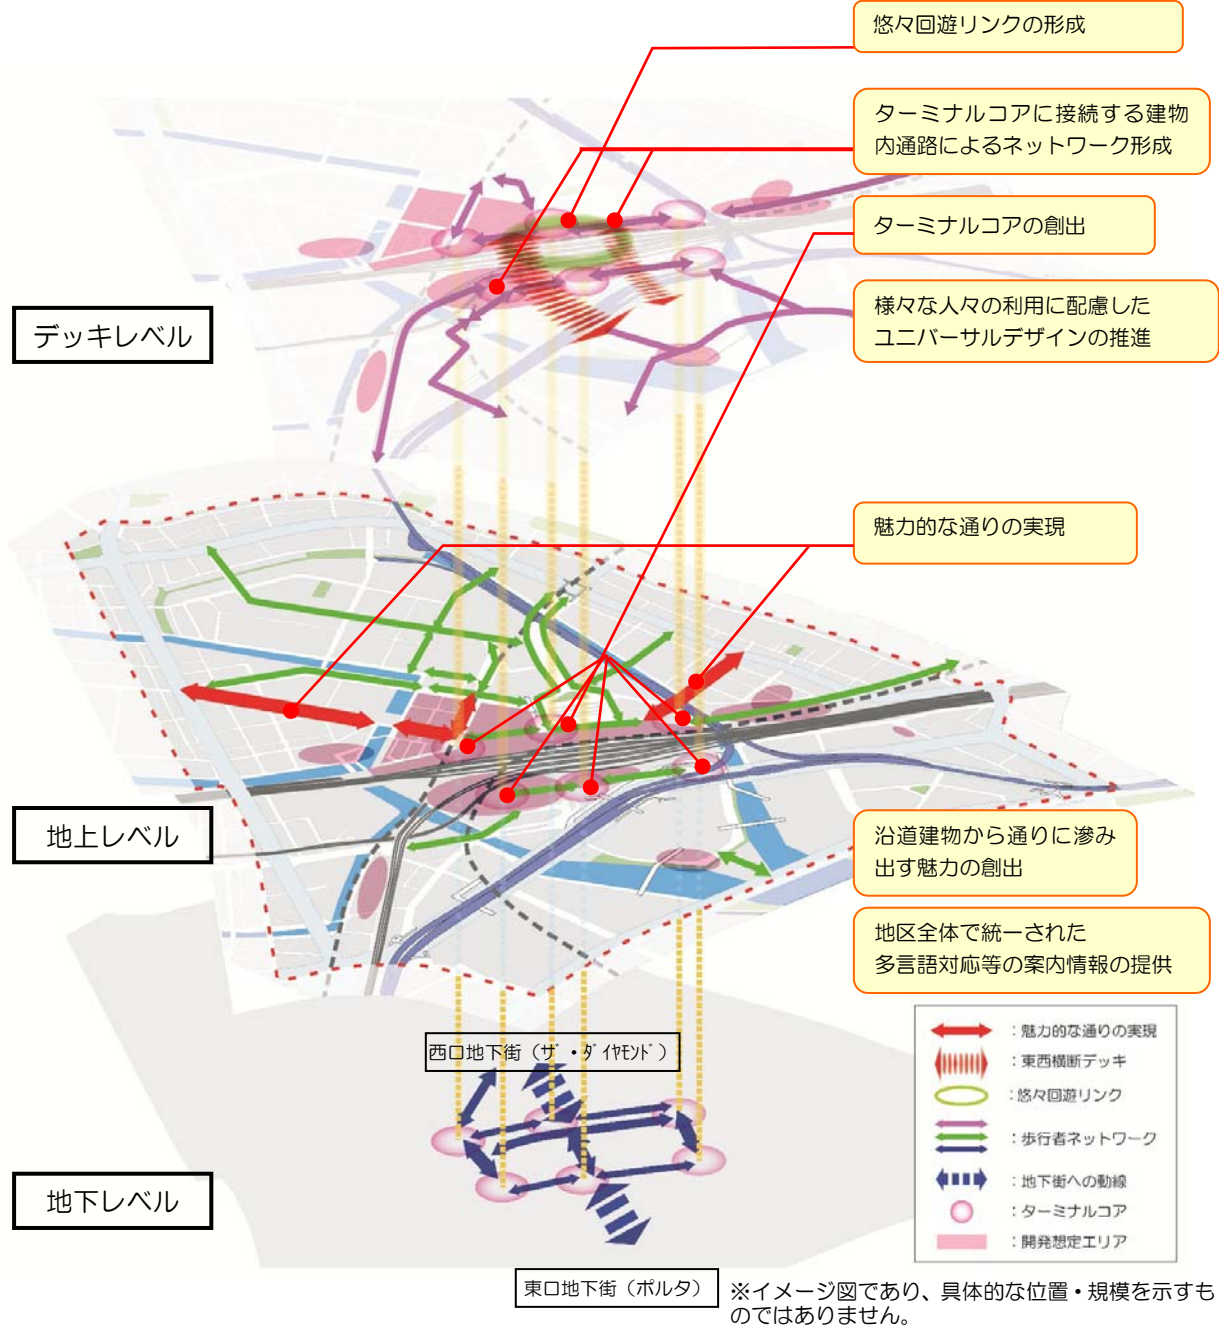 悠々回遊リンクの形成
ターミナルコアに接続する建物
内通路によるネットワーク形成
ターミナルコアの創出
様々な人々の利用に配慮した
ユニバーサルデザインの推進
デッキレベル
魅力的な通りの実現
地上レベル
沿道建物から通りに滲み
出す魅力の創出
地区全体で統一された
多言語対応等の案内情報の提供
西口地下街（ｻﾞ・ﾀﾞｲﾔﾓﾝﾄﾞ）
：魅力的な通りの実現
：東西横断デッキ
：悠々回遊リンク
：歩行者ネットワーク
：地下街への動線
：ターミナルコア
：開発想定エリア
地下レベル
東口地下街（ポルタ）
※イメージ図であり、具体的な位置・規模を示すも
のではありません。